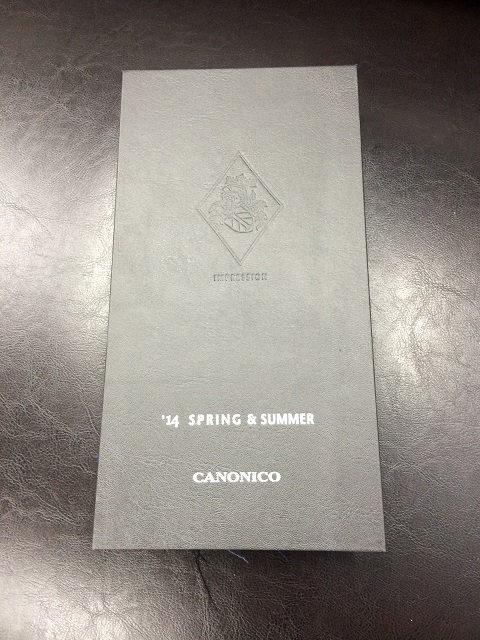 IMPRESSION
'14 SPRING & SUMMER
CANONICO